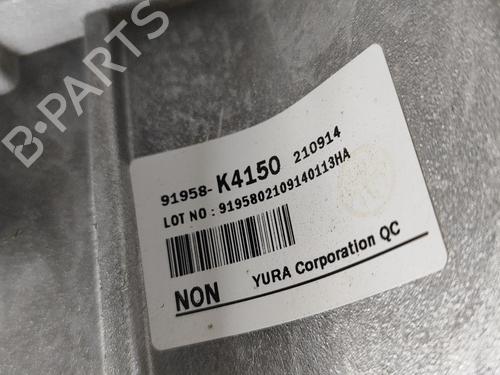 B-PARTS
91958-K4150 210914
LOT NO : 9195802109140113HA
NON YURA Corporation QC